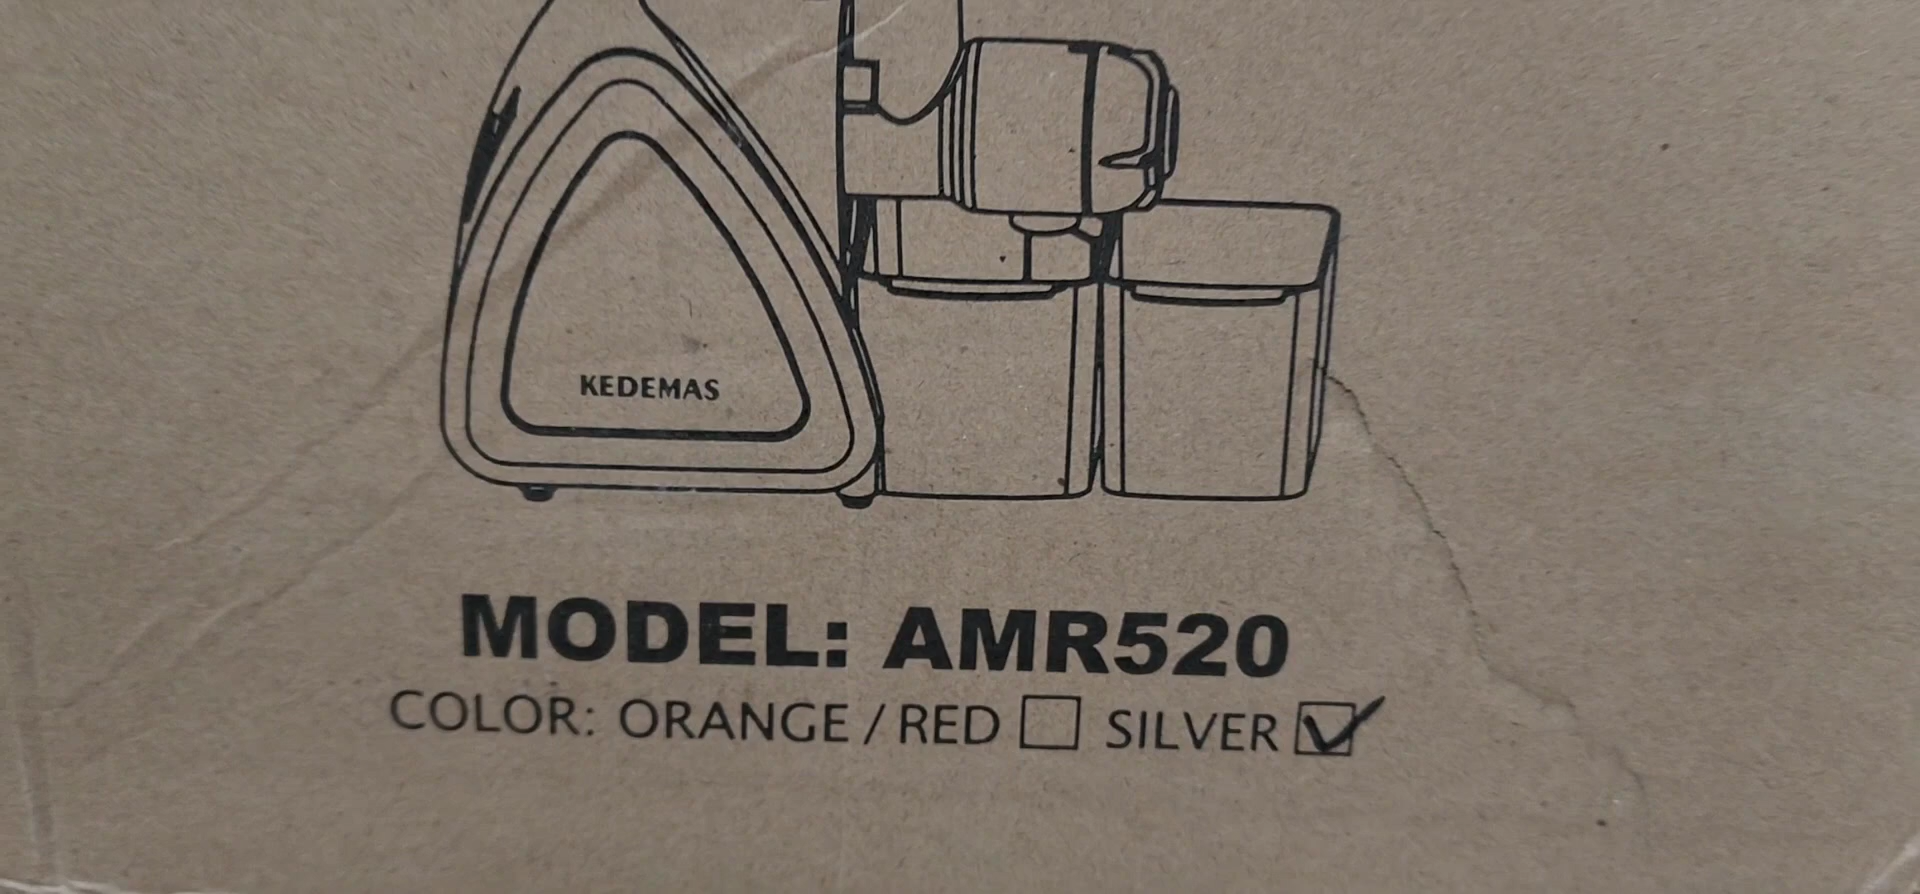 KEDEMAS
MODEL: AMR520
COLOR: ORANGE / RED ☐ SILVER ☑